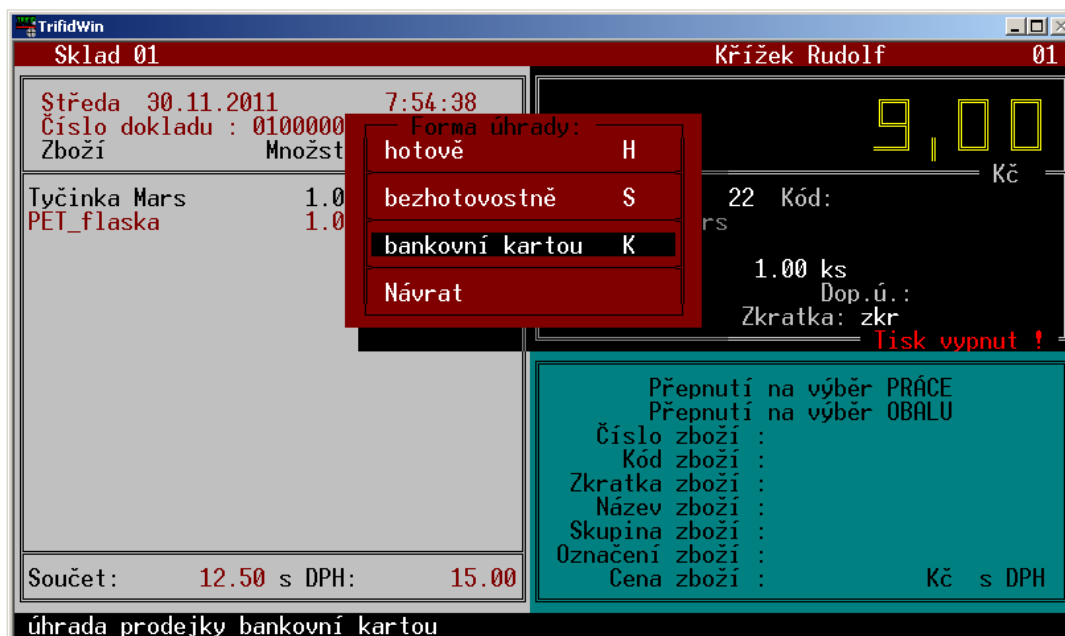 TrifidWin
Sklad 01 Křížek Rudolf 01
Středa 30.11.2011 7:54:38
Číslo dokladu : 0100000
Zboží Množst
9,00
Kč
Forma úhrady:
hotově H
bezhotovostně S
bankovní kartou K
Návrat
Tyčinka Mars 1.0
PET_flaska 1.0
22 Kód:
rs
1.00 ks
Dop.ú.:
Zkratka: zkr
Tisk vypnut !
Přepnutí na výběr PRÁCE
Přepnutí na výběr OBALU
Číslo zboží :
Kód zboží :
Zkratka zboží :
Název zboží :
Skupina zboží :
Označení zboží :
Cena zboží : Kč s DPH
Součet: 12.50 s DPH: 15.00
úhrada prodejky bankovní kartou